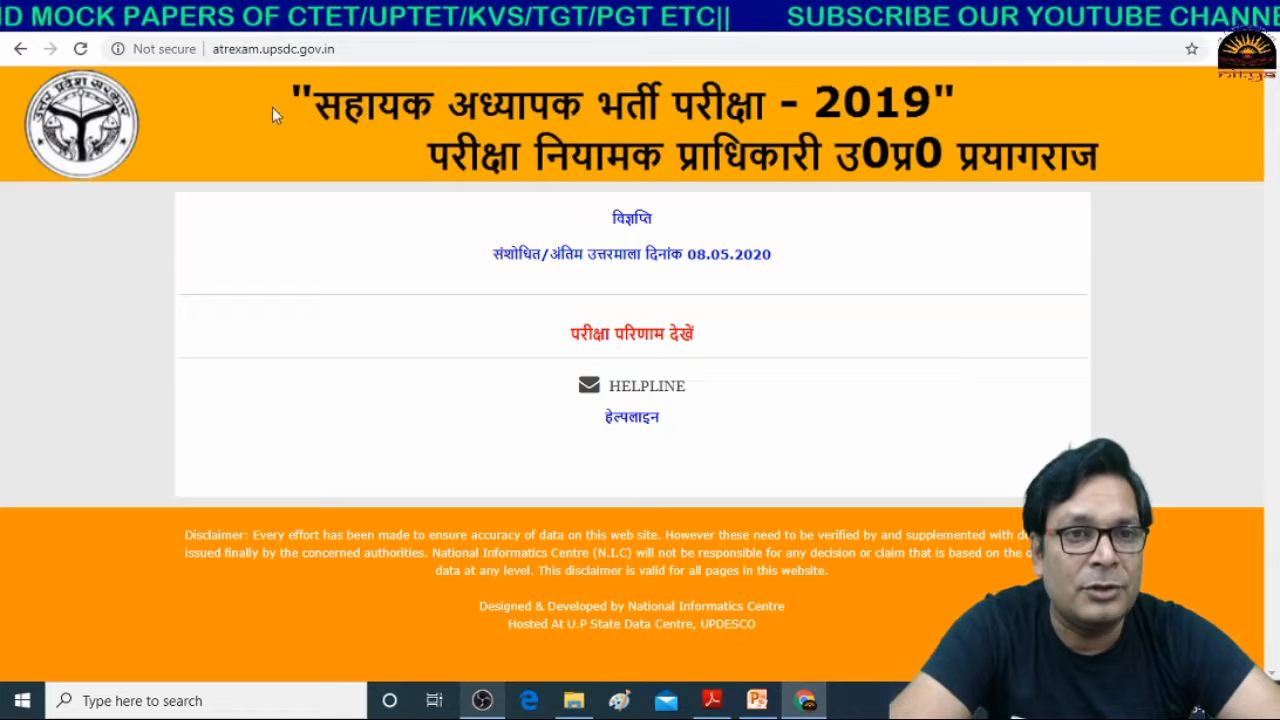 ID MOCK PAPERS OF CTET/UPTET/KVS/TGT/PGT ETC|| SUBSCRIBE OUR YOUTUBE CHANNE
Not secure | atrexam.upsdc.gov.in
"सहायक अध्यापक भर्ती परीक्षा - 2019"
परीक्षा नियामक प्राधिकारी उ0प्र0 प्रयागराज
उत्तर प्रदेश सरकार
विज्ञप्ति
संशोधित/अंतिम उत्तरमाला दिनांक 08.05.2020
परीक्षा परिणाम देखें
HELPLINE
हेल्पलाइन
Disclaimer: Every effort has been made to ensure accuracy of data on this web site. However these need to be verified by and supplemented with
issued finally by the concerned authorities. National Informatics Centre (N.I.C) will not be responsible for any decision or claim that is based on the
data at any level. This disclaimer is valid for all pages in this website.
Designed & Developed by National Informatics Centre
Hosted At U.P State Data Centre, UPDESCO
Type here to search